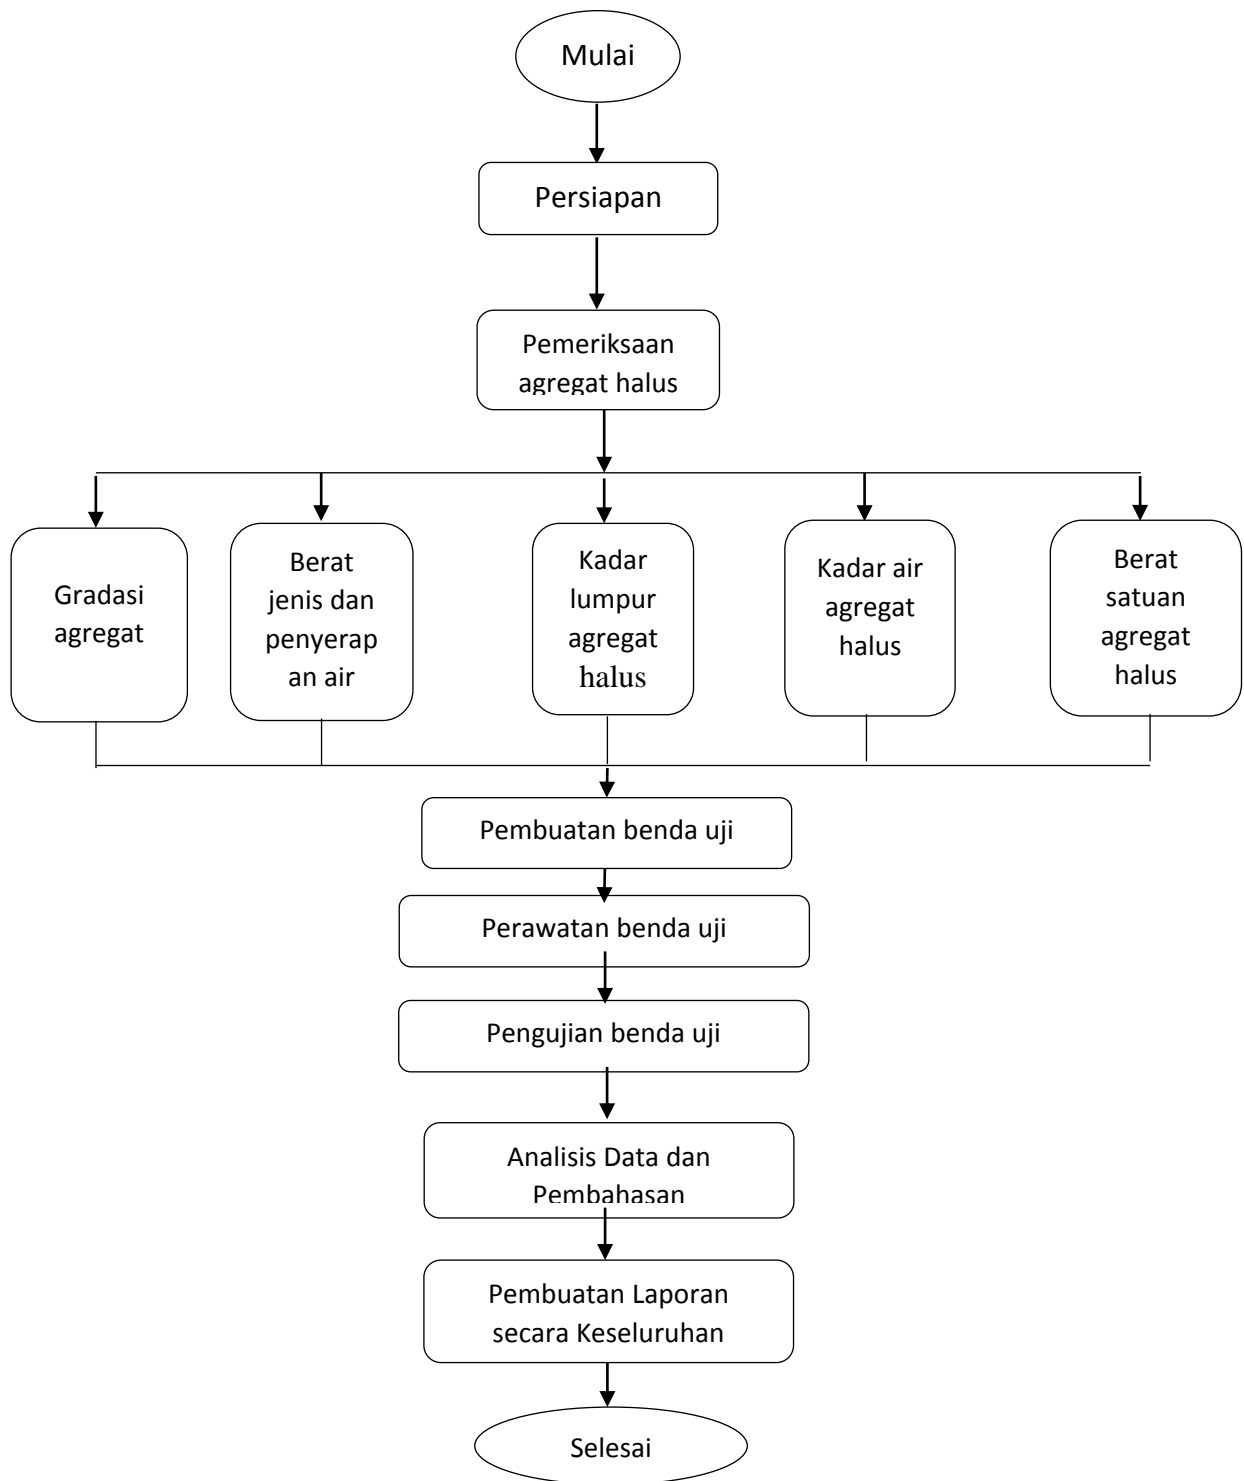 Mulai
Persiapan
Pemeriksaan
agregat halus
Gradasi
agregat
Berat
jenis dan
penyerap
an air
Kadar
lumpur
agregat
halus
Kadar air
agregat
halus
Berat
satuan
agregat
halus
Pembuatan benda uji
Perawatan benda uji
Pengujian benda uji
Analisis Data dan
Pembahasan
Pembuatan Laporan
secara Keseluruhan
Selesai